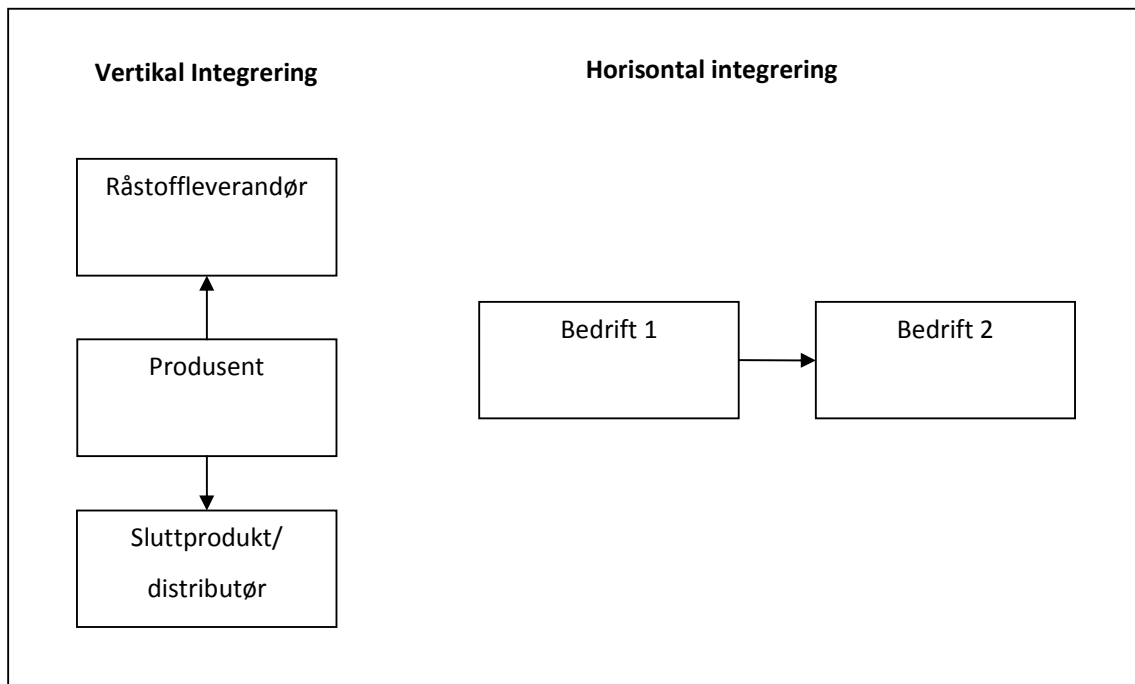 Vertikal Integrering
Horisontal integrering
Råstoffleverandør
Produsent
Sluttprodukt/
distributør
Bedrift 1
Bedrift 2